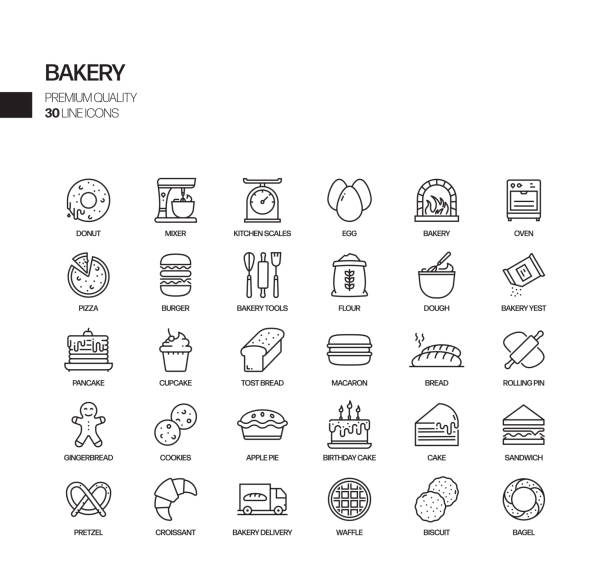 BAKERY
PREMIUM QUALITY
30 LINE ICONS
DONUT MIXER KITCHEN SCALES EGG BAKERY OVEN
PIZZA BURGER BAKERY TOOLS FLOUR DOUGH BAKERY YEST
PANCAKE CUPCAKE TOST BREAD MACARON BREAD ROLLING PIN
GINGERBREAD COOKIES APPLE PIE BIRTHDAY CAKE CAKE SANDWICH
PRETZEL CROISSANT BAKERY DELIVERY WAFFLE BISCUIT BAGEL